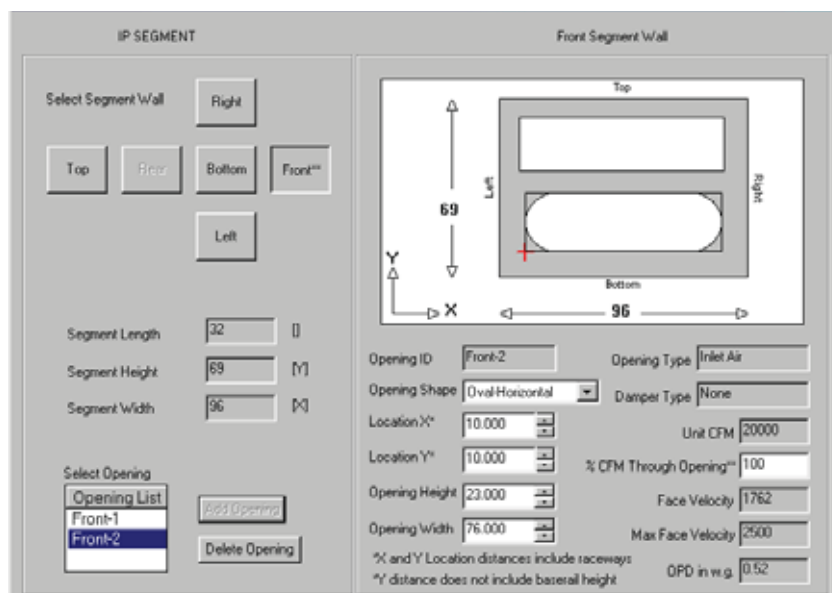 IP SEGMENT
Select Segment Wall
Right
Top
Rear
Bottom
Front**
Left
Segment Length 32 []
Segment Height 69 [Y]
Segment Width 96 [X]
Select Opening
Opening List
Front-1
Front-2
Add Opening
Delete Opening
Front Segment Wall
Top
Left
69
Right
Y
Bottom
X
96
Opening ID Front-2 Opening Type Inlet Air
Opening Shape Oval-Horizontal Damper Type None
Location X* 10.000 Unit CFM 20000
Location Y* 10.000 % CFM Through Opening** 100
Opening Height 23.000 Face Velocity 1762
Opening Width 76.000 Max Face Velocity 2500
*X and Y Location distances include raceways
*Y distance does not include baserail height
OPD in w.g. 0.52